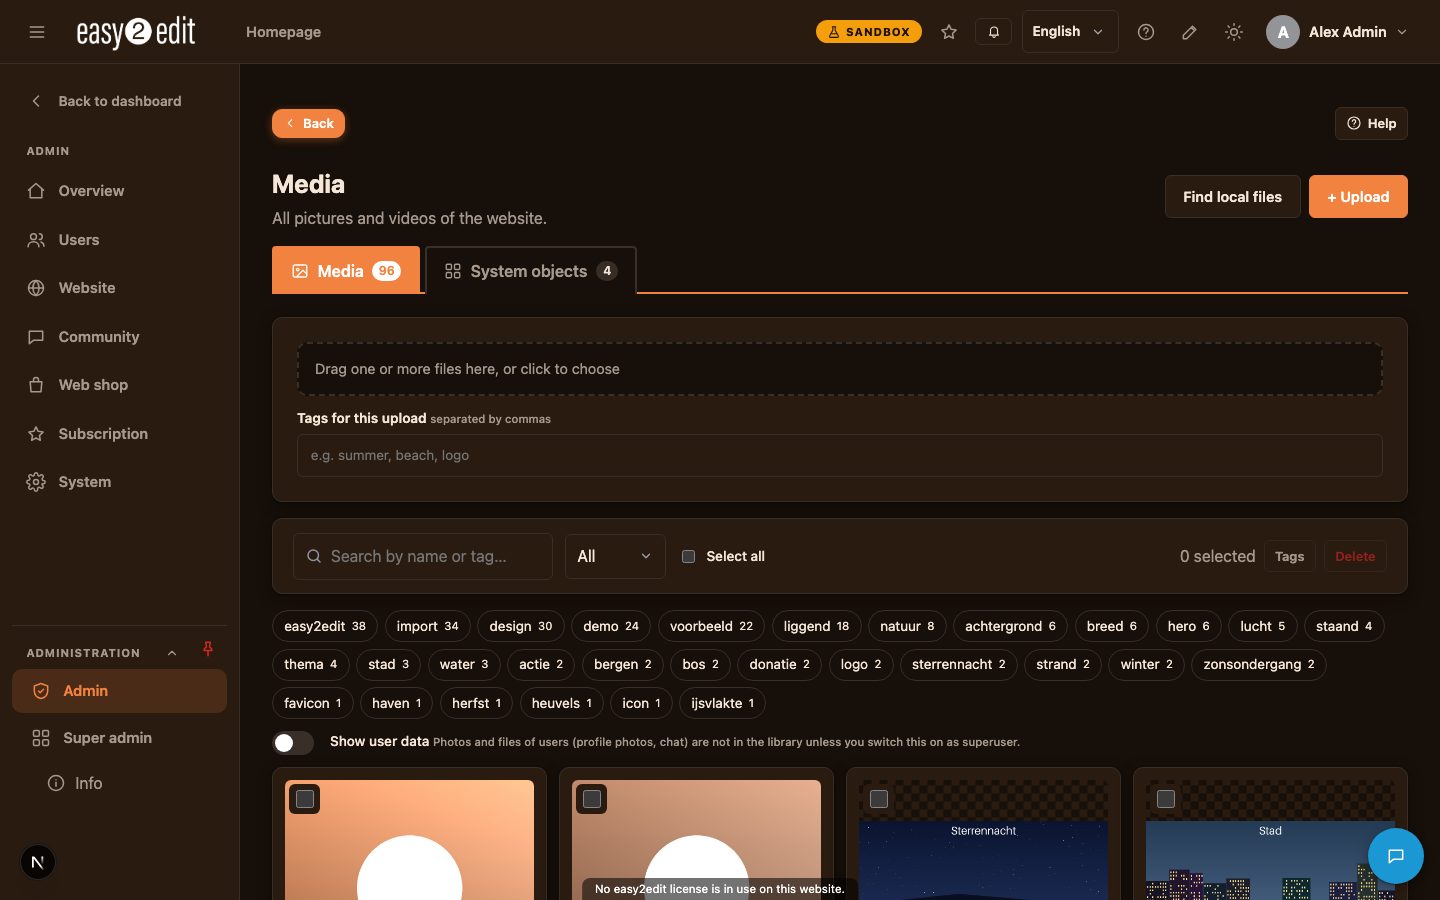 easy2edit
Homepage
SANDBOX
English
A
Alex Admin
Back to dashboard
ADMIN
Overview
Users
Website
Community
Web shop
Subscription
System
ADMINISTRATION
Admin
Super admin
Info
N
Back
Help
Media
All pictures and videos of the website.
Find local files
+ Upload
Media 96
System objects 4
Drag one or more files here, or click to choose
Tags for this upload separated by commas
e.g. summer, beach, logo
Search by name or tag...
All
Select all
0 selected
Tags
Delete
easy2edit 38 import 34 design 30 demo 24 voorbeeld 22 liggend 18 natuur 8 achtergrond 6 breed 6 hero 6 lucht 5 staand 4
thema 4 stad 3 water 3 actie 2 bergen 2 bos 2 donatie 2 logo 2 sterrennacht 2 strand 2 winter 2 zonsondergang 2
favicon 1 haven 1 herfst 1 heuvels 1 icon 1 ijsvlakte 1
Show user data Photos and files of users (profile photos, chat) are not in the library unless you switch this on as superuser.
Sterrennacht
Stad
No easy2edit license is in use on this website.